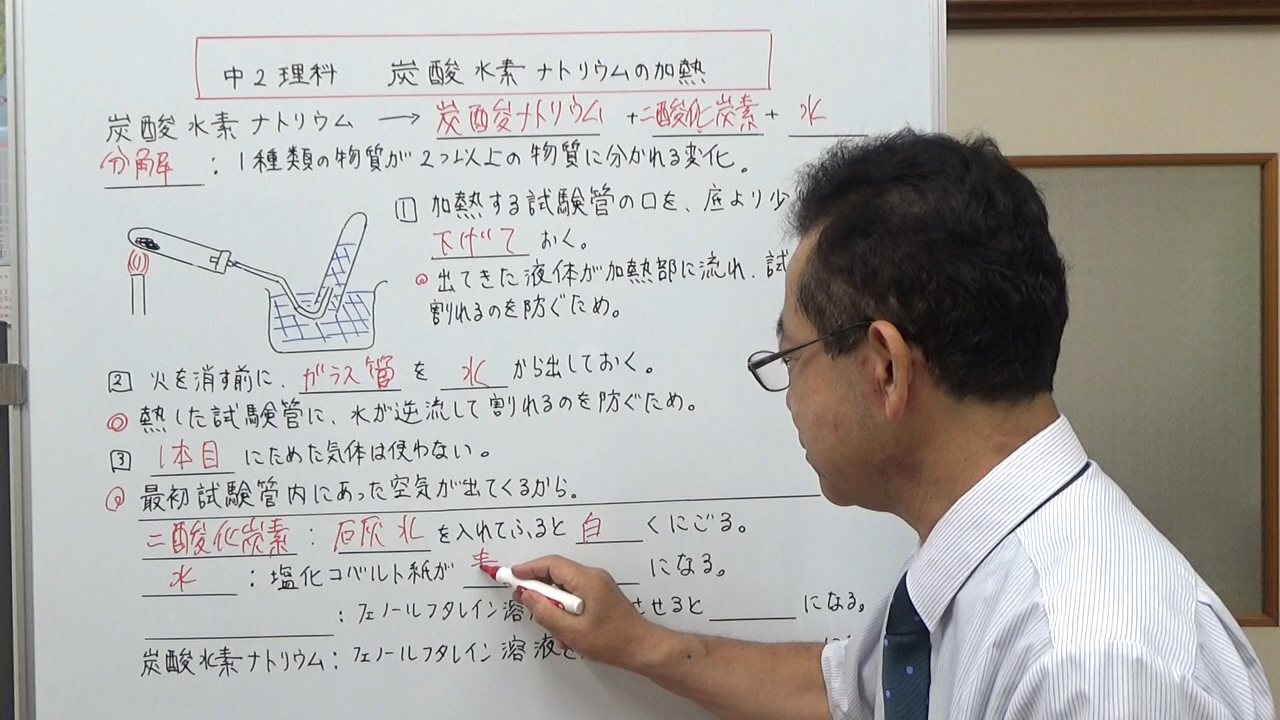 中2理科 炭酸水素ナトリウムの加熱
炭酸水素ナトリウム → 炭酸ナトリウム + 二酸化炭素 + 水
分解 : 1種類の物質が2つ以上の物質に分かれる変化。
1 加熱する試験管の口を、底より少
下げて おく。
◎ 出てきた液体が加熱部に流れ、試
割れるのを防ぐため。
2 火を消す前に、ガラス管 を 水 から出しておく。
◎ 熱した試験管に、水が逆流して割れるのを防ぐため。
3 1本目 にためた気体は使わない。
◎ 最初試験管内にあった空気が出てくるから。
二酸化炭素 : 石灰水 を入れてふると 白 くにごる。
水 : 塩化コバルト紙が になる。
: フェノールフタレイン溶 させると になる。
炭酸水素ナトリウム : フェノールフタレイン溶液